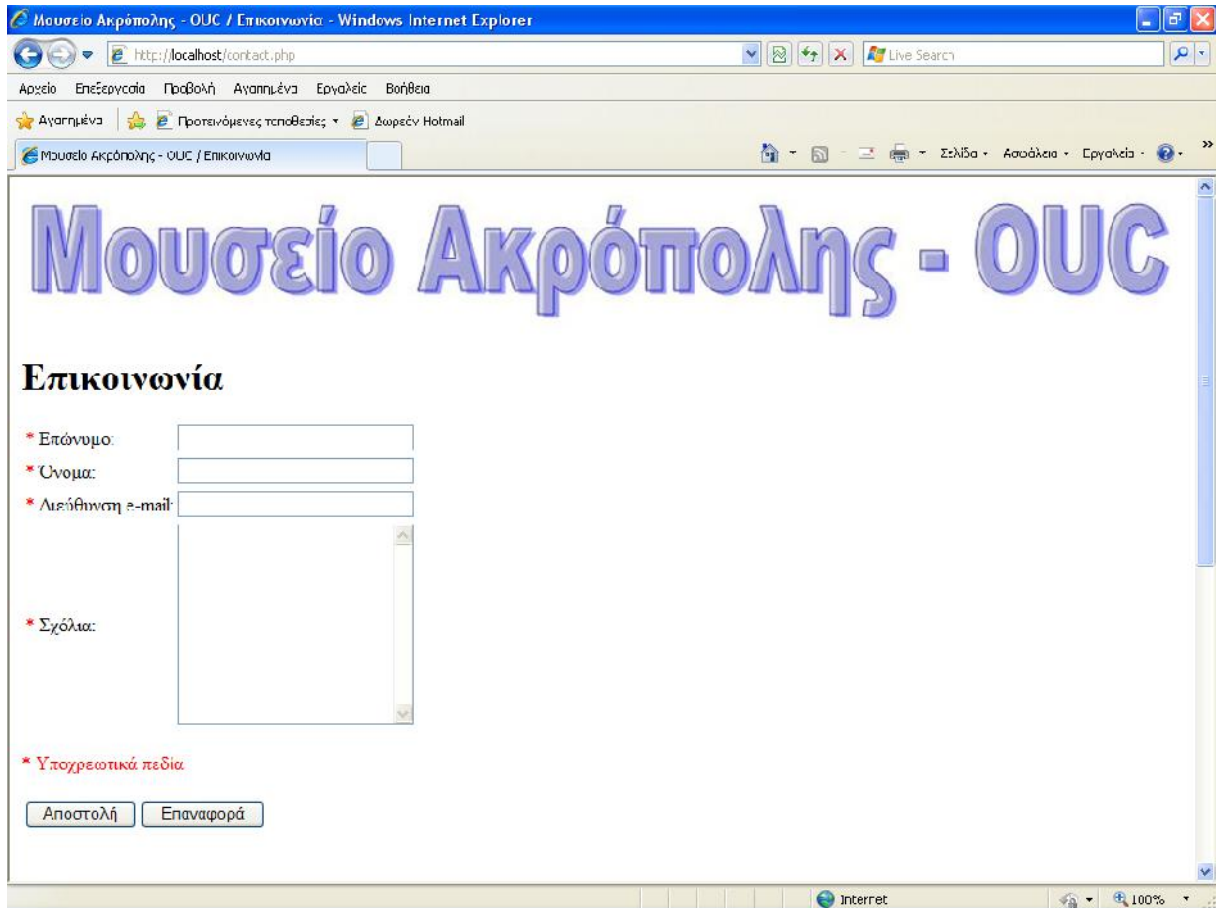 Μουσείο Ακρόπολης - OUC / Επικοινωνία - Windows Internet Explorer
http://localhost/contact.php
Live Search
Αρχείο Επεξεργασία Προβολή Αγαπημένα Εργαλεία Βοήθεια
Αγαπημένα Προτεινόμενες τοποθεσίες Δωρεάν Hotmail
Μουσείο Ακρόπολης - OUC / Επικοινωνία
Σελίδα Ασφάλεια Εργαλεία »
Μουσείο Ακρόπολης - OUC
Επικοινωνία
* Επώνυμο:
* Όνομα:
* Διεύθυνση e-mail:
* Σχόλια:
* Υποχρεωτικά πεδία
Αποστολή Επαναφορά
Internet 100%